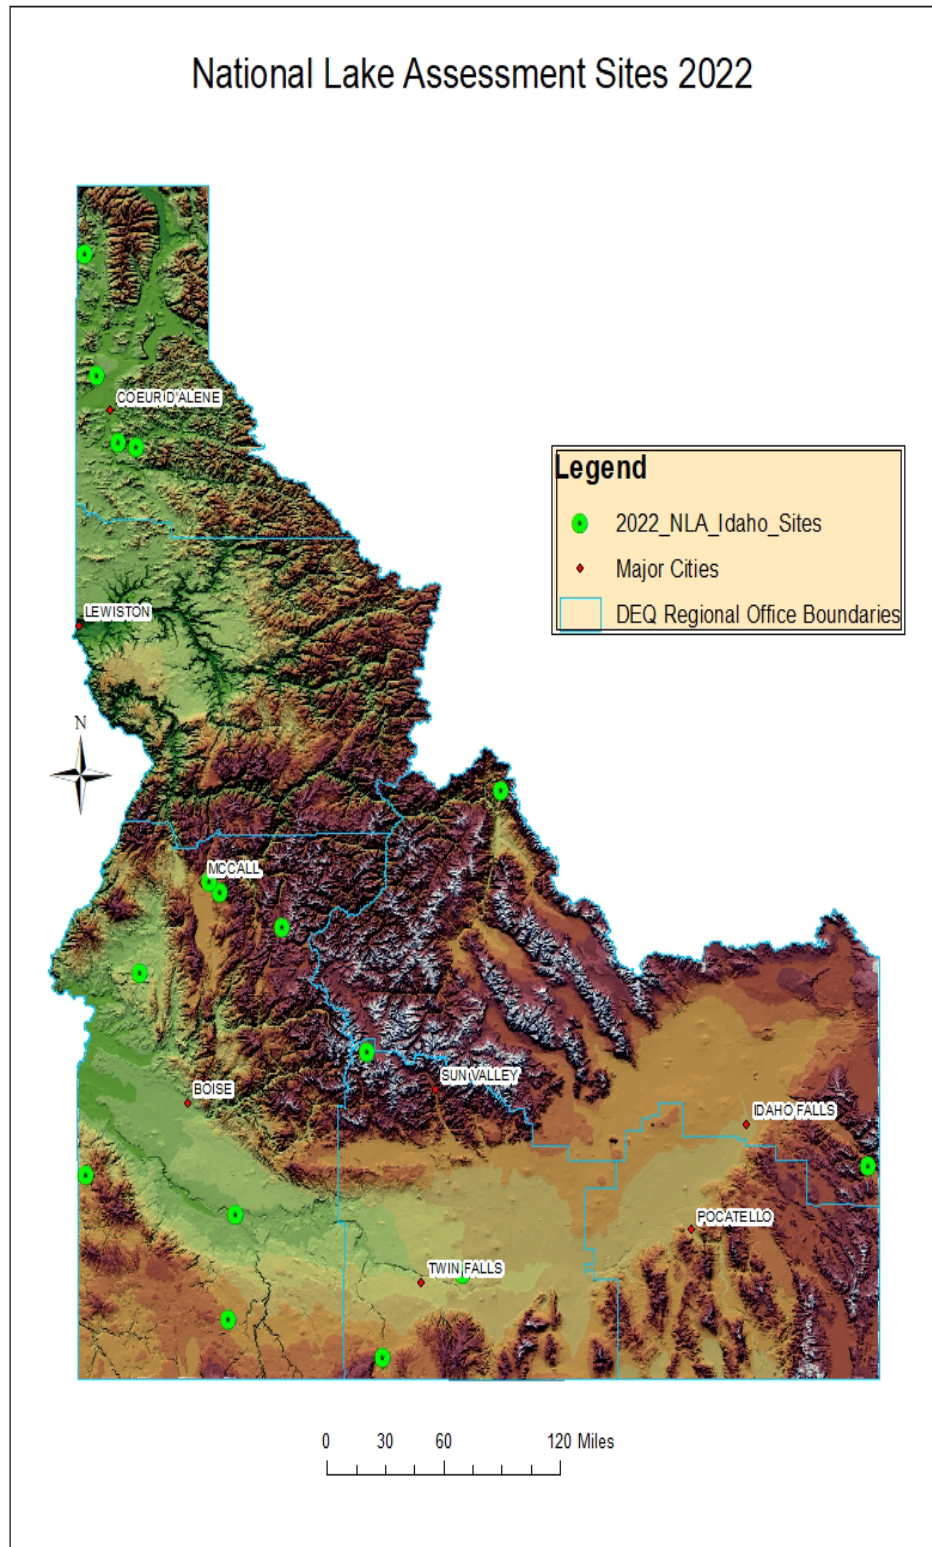 National Lake Assessment Sites 2022
COEUR D'ALENE
Legend
2022_NLA_Idaho_Sites
Major Cities
DEQ Regional Office Boundaries
LEWISTON
N
MCCALL
SUN VALLEY
BOISE
IDAHO FALLS
POCATELLO
TWIN FALLS
0 30 60 120 Miles